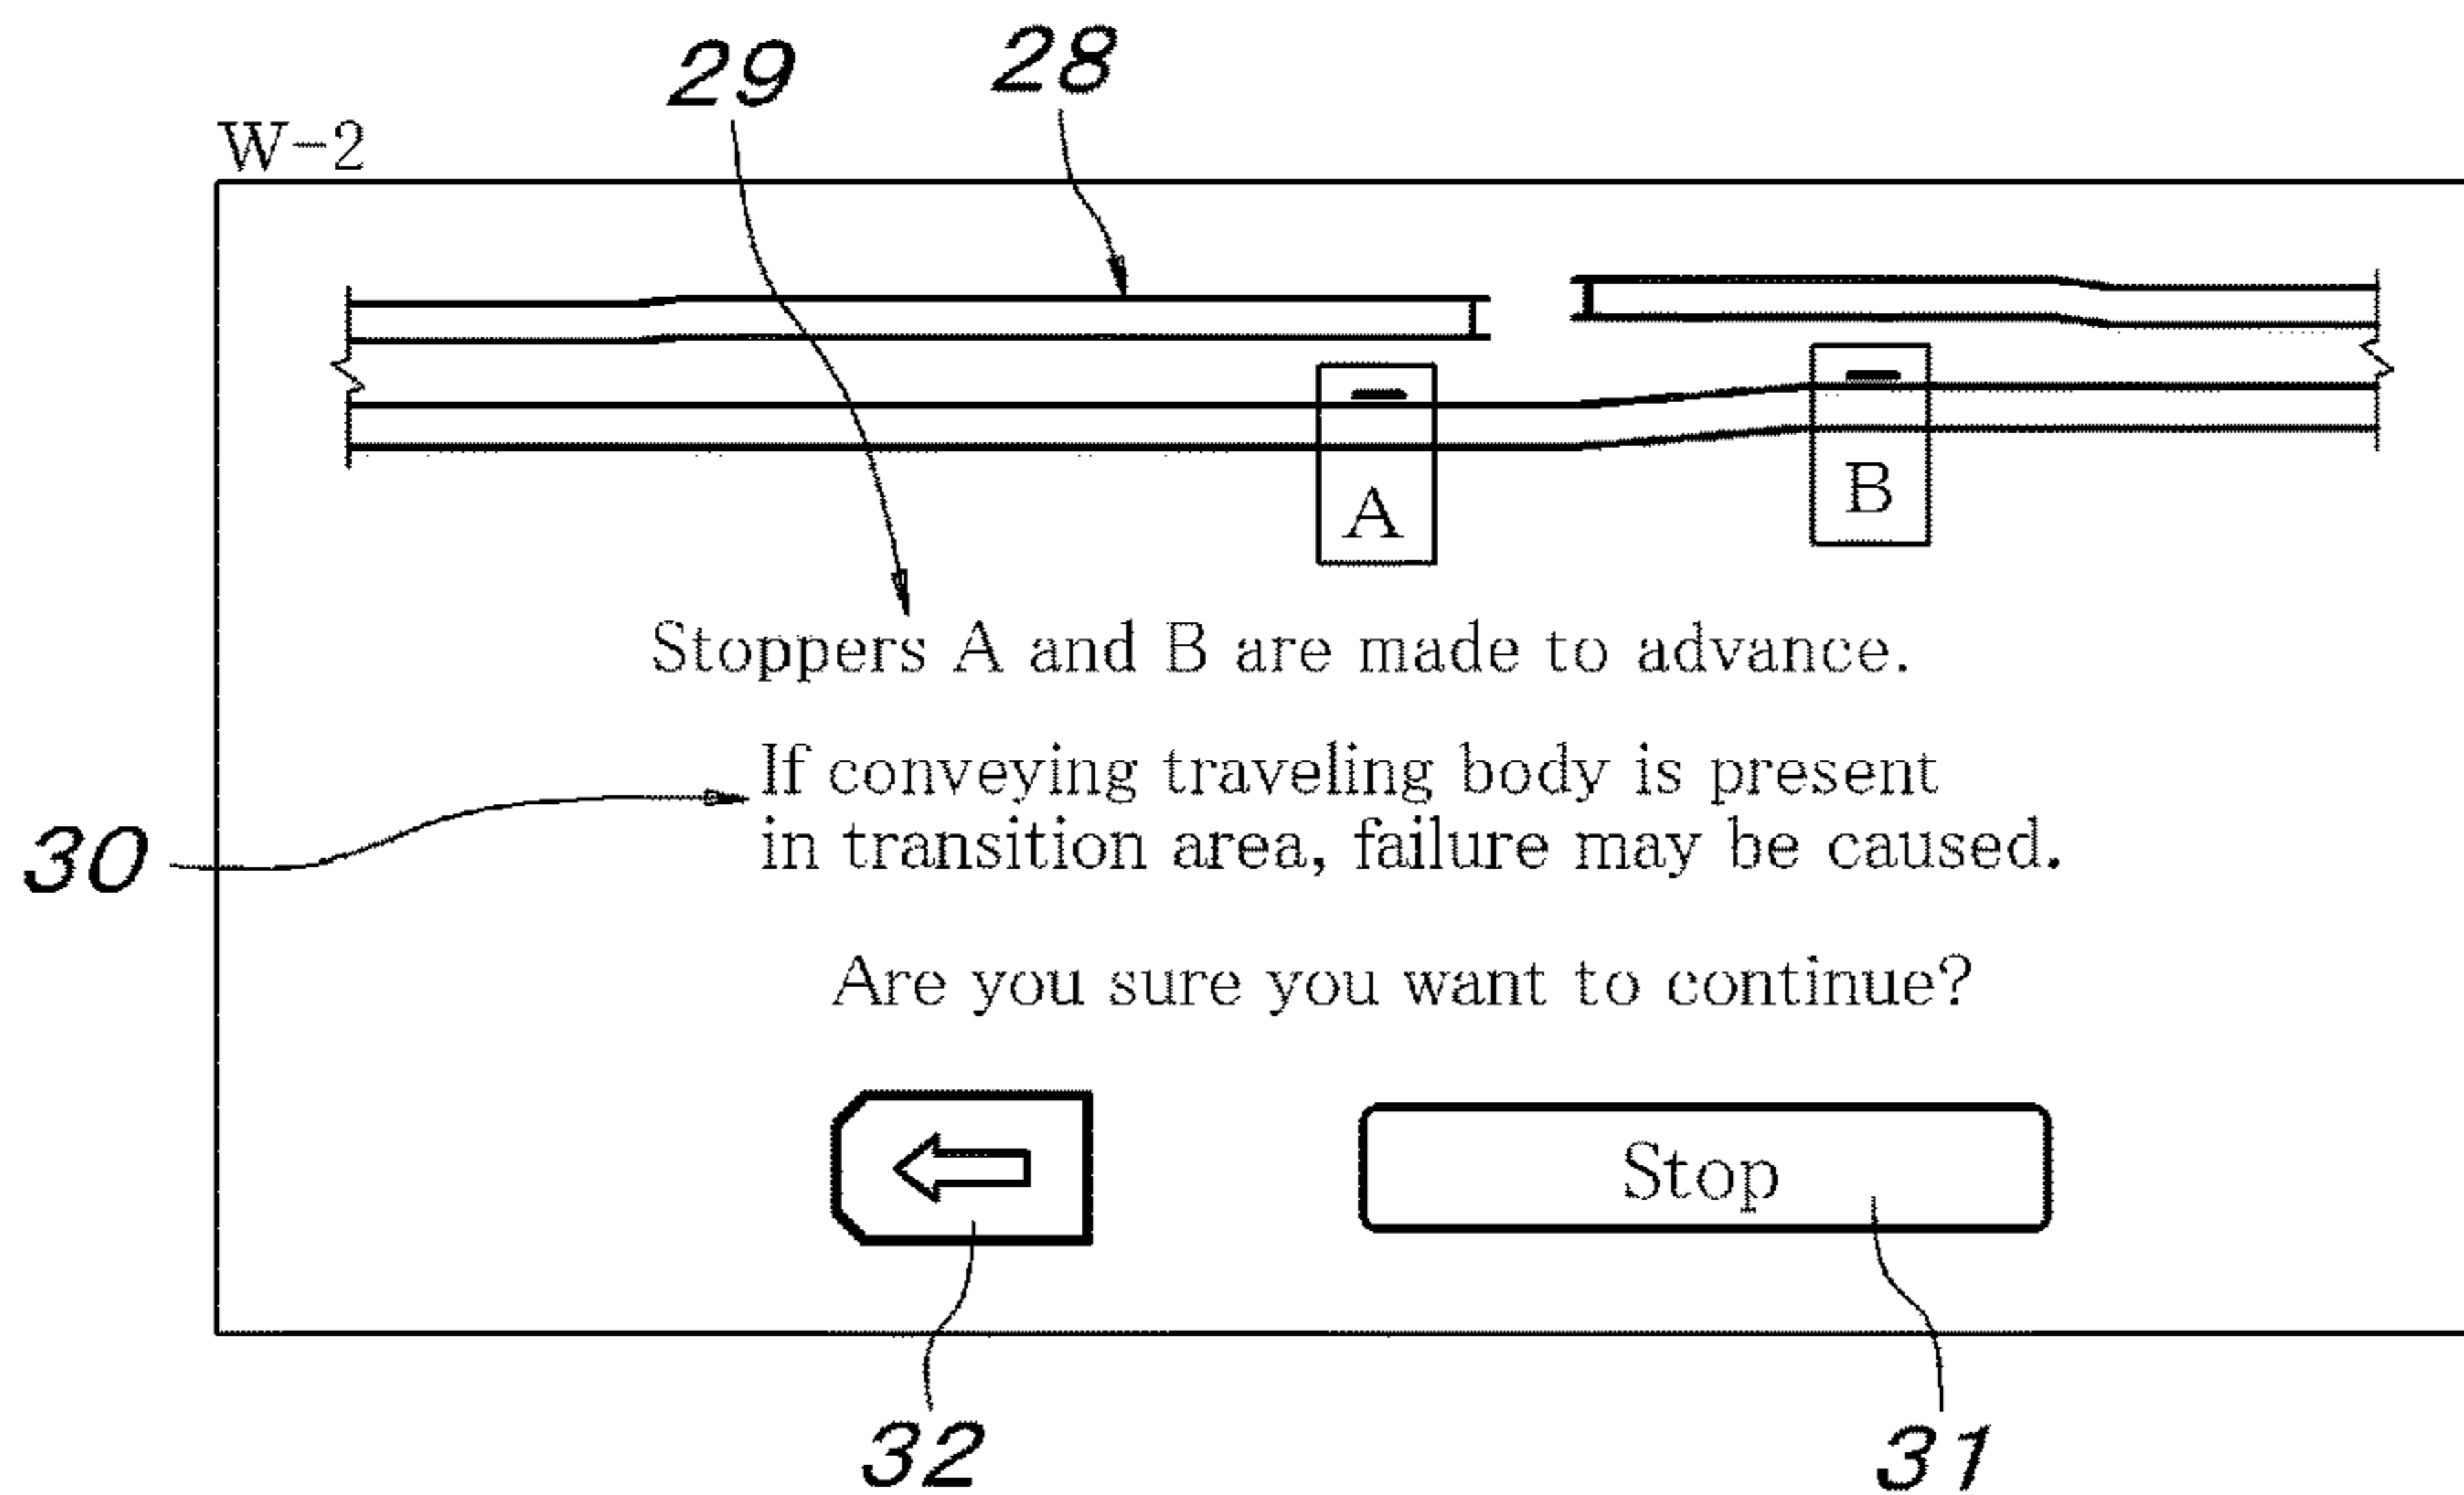 29 28
W-2
A
B
Stoppers A and B are made to advance.
If conveying traveling body is present
in transition area, failure may be caused.
30
Are you sure you want to continue?
Stop
32
31